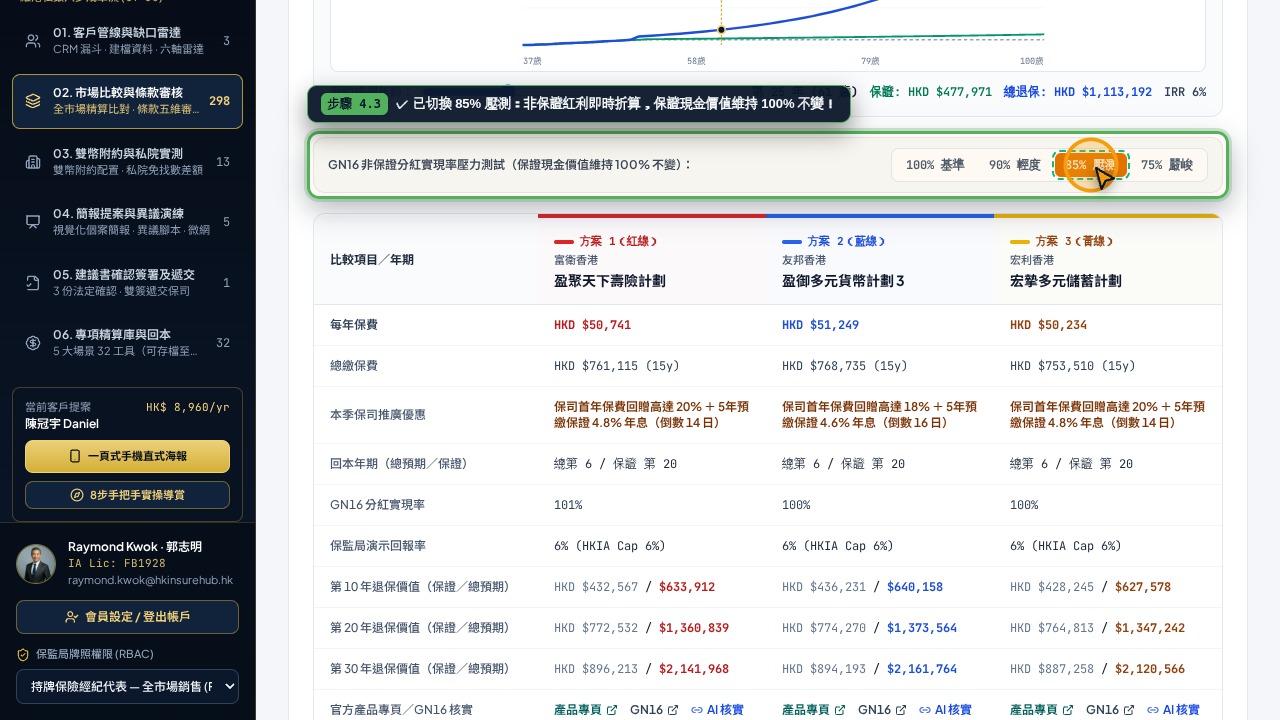 01. 客戶管線與缺口雷達
CRM 漏斗 · 建檔資料 · 六軸雷達
3
02. 市場比較與條款審核
全市場精算比對 · 條款五維審…
298
03. 雙幣附約與私院實測
雙幣附約配置 · 私院免找數差額
13
04. 簡報提案與異議演練
視覺化個案簡報 · 異議腳本 · 微網
5
05. 建議書確認簽署及遞交
3 份法定確認 · 雙簽遞交保司
1
06. 專項精算庫與回本
5 大場景 32 工具（可存檔至…
32
當前客戶提案
HK$ 8,960/yr
陳冠宇 Daniel
一頁式手機直式海報
8步手把手實操導賞
Raymond Kwok · 郭志明
IA Lic: FB1928
raymond.kwok@hkinsurehub.hk
會員設定 / 登出帳戶
保監局牌照權限 (RBAC)
持牌保險經紀代表 — 全市場銷售 (F
37歲 58歲 79歲 100歲
保證: HKD $477,971 總退保: HKD $1,113,192 IRR 6%
步驟 4.3 ✓ 已切換 85% 壓測：非保證紅利即時折算，保證現金價值維持 100% 不變！
GN16 非保證分紅實現率壓力測試（保證現金價值維持 100% 不變）：
100% 基準 90% 輕度 85% 壓測 75% 嚴峻
比較項目／年期
方案 1（紅線）
富衛香港
盈聚天下壽險計劃
方案 2（藍線）
友邦香港
盈御多元貨幣計劃 3
方案 3（黃線）
宏利香港
宏摯多元儲蓄計劃
每年保費 HKD $50,741 HKD $51,249 HKD $50,234
總繳保費 HKD $761,115 (15y) HKD $768,735 (15y) HKD $753,510 (15y)
本季保司推廣優惠
保司首年保費回贈高達 20% ＋ 5年預繳保證 4.8% 年息（倒數 14 日）
保司首年保費回贈高達 18% ＋ 5年預繳保證 4.6% 年息（倒數 16 日）
保司首年保費回贈高達 20% ＋ 5年預繳保證 4.8% 年息（倒數 14 日）
回本年期（總預期／保證） 總第 6 / 保證 第 20 總第 6 / 保證 第 20 總第 6 / 保證 第 20
GN16 分紅實現率 101% 100% 100%
保監局演示回報率 6% (HKIA Cap 6%) 6% (HKIA Cap 6%) 6% (HKIA Cap 6%)
第 10 年退保價值（保證／總預期） HKD $432,567 / $633,912 HKD $436,231 / $640,158 HKD $428,245 / $627,578
第 20 年退保價值（保證／總預期） HKD $772,532 / $1,360,839 HKD $774,270 / $1,373,564 HKD $764,813 / $1,347,242
第 30 年退保價值（保證／總預期） HKD $896,213 / $2,141,968 HKD $894,193 / $2,161,764 HKD $887,258 / $2,120,566
官方產品專頁／GN16 核實 產品專頁 GN16 AI 核實 產品專頁 GN16 AI 核實 產品專頁 GN16 AI 核實